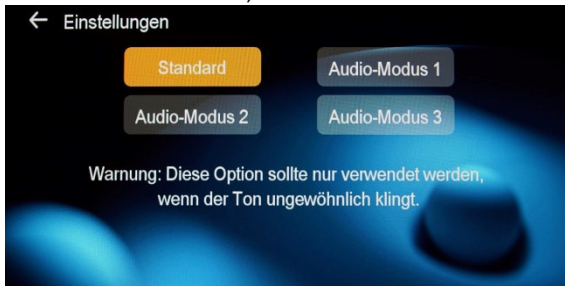 ← Einstellungen
Standard
Audio-Modus 1
Audio-Modus 2
Audio-Modus 3
Warnung: Diese Option sollte nur verwendet werden,
wenn der Ton ungewöhnlich klingt.